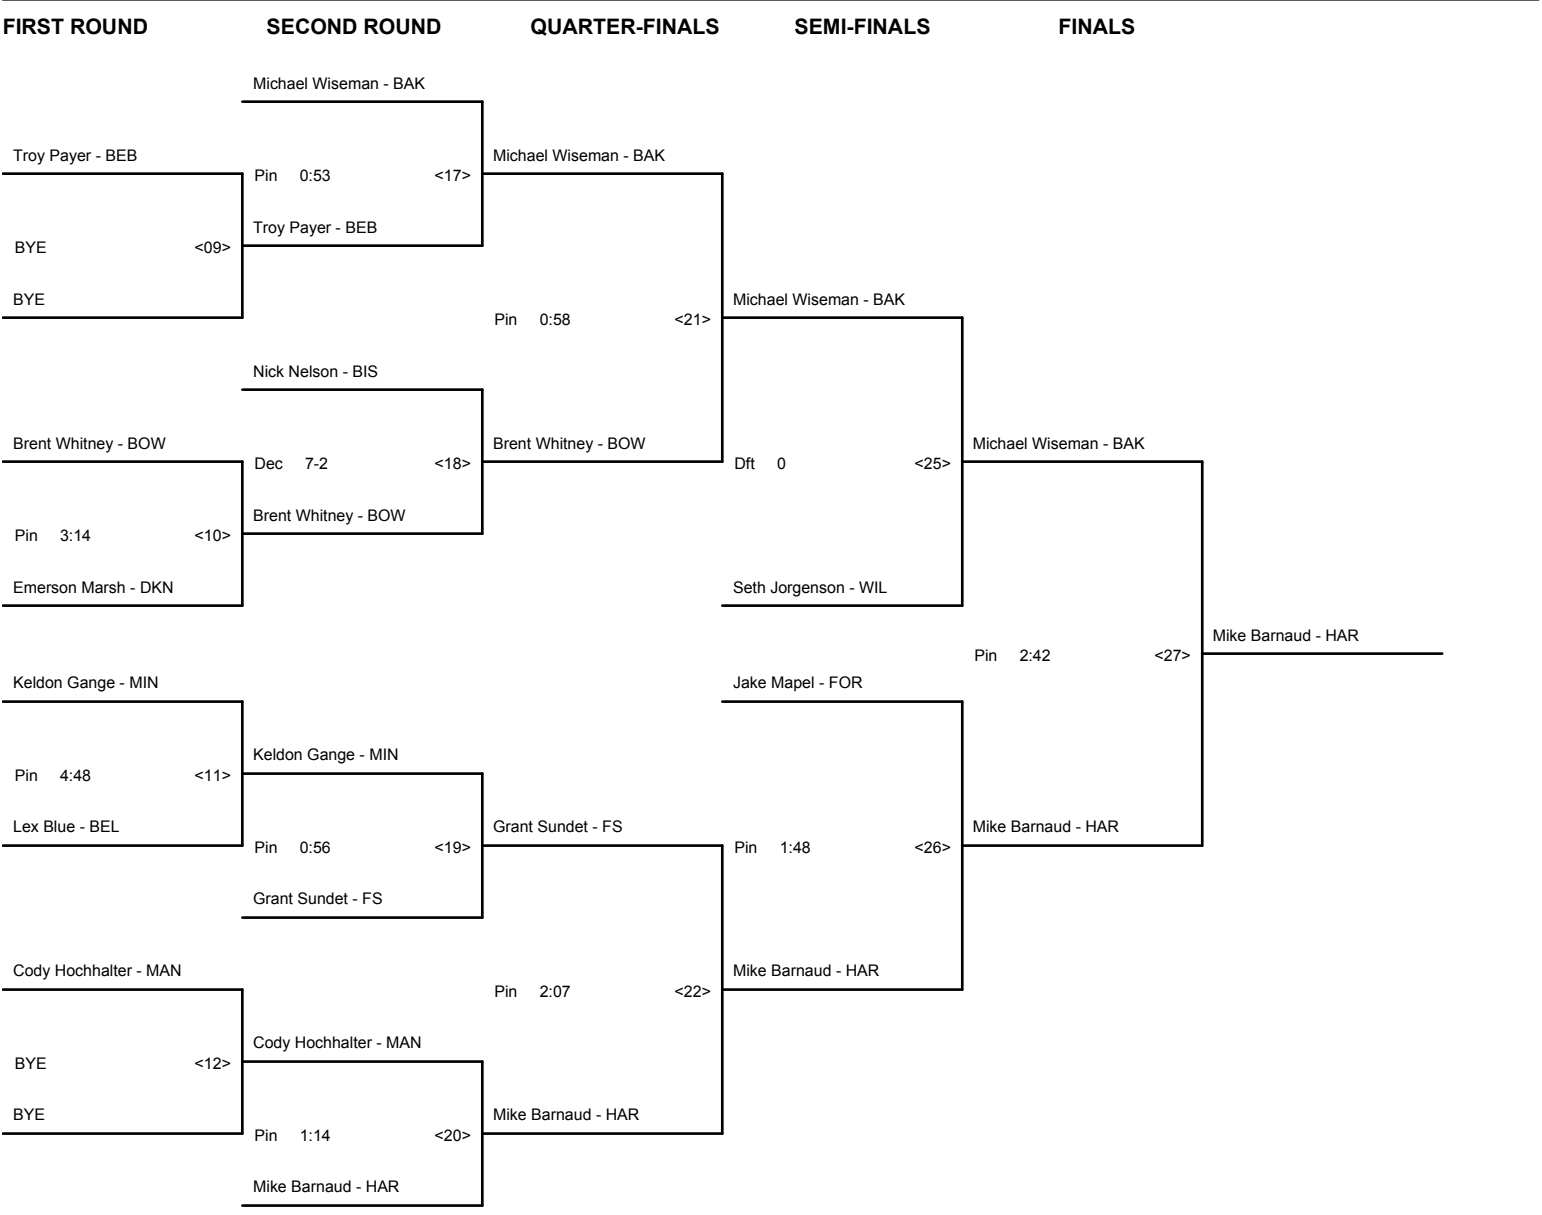 FIRST ROUND SECOND ROUND QUARTER-FINALS SEMI-FINALS FINALS
Michael Wiseman - BAK
Troy Payer - BEB
Michael Wiseman - BAK
Pin 0:53 <17>
Troy Payer - BEB
BYE <09>
BYE
Michael Wiseman - BAK
Pin 0:58 <21>
Nick Nelson - BIS
Brent Whitney - BOW
Brent Whitney - BOW
Michael Wiseman - BAK
Dec 7-2 <18>
Dft 0 <25>
Brent Whitney - BOW
Pin 3:14 <10>
Emerson Marsh - DKN
Seth Jorgenson - WIL
Mike Barnaud - HAR
Pin 2:42 <27>
Keldon Gange - MIN
Jake Mapel - FOR
Keldon Gange - MIN
Pin 4:48 <11>
Lex Blue - BEL
Grant Sundet - FS
Mike Barnaud - HAR
Pin 0:56 <19>
Pin 1:48 <26>
Grant Sundet - FS
Cody Hochhalter - MAN
Mike Barnaud - HAR
Pin 2:07 <22>
Cody Hochhalter - MAN
BYE <12>
BYE
Mike Barnaud - HAR
Pin 1:14 <20>
Mike Barnaud - HAR